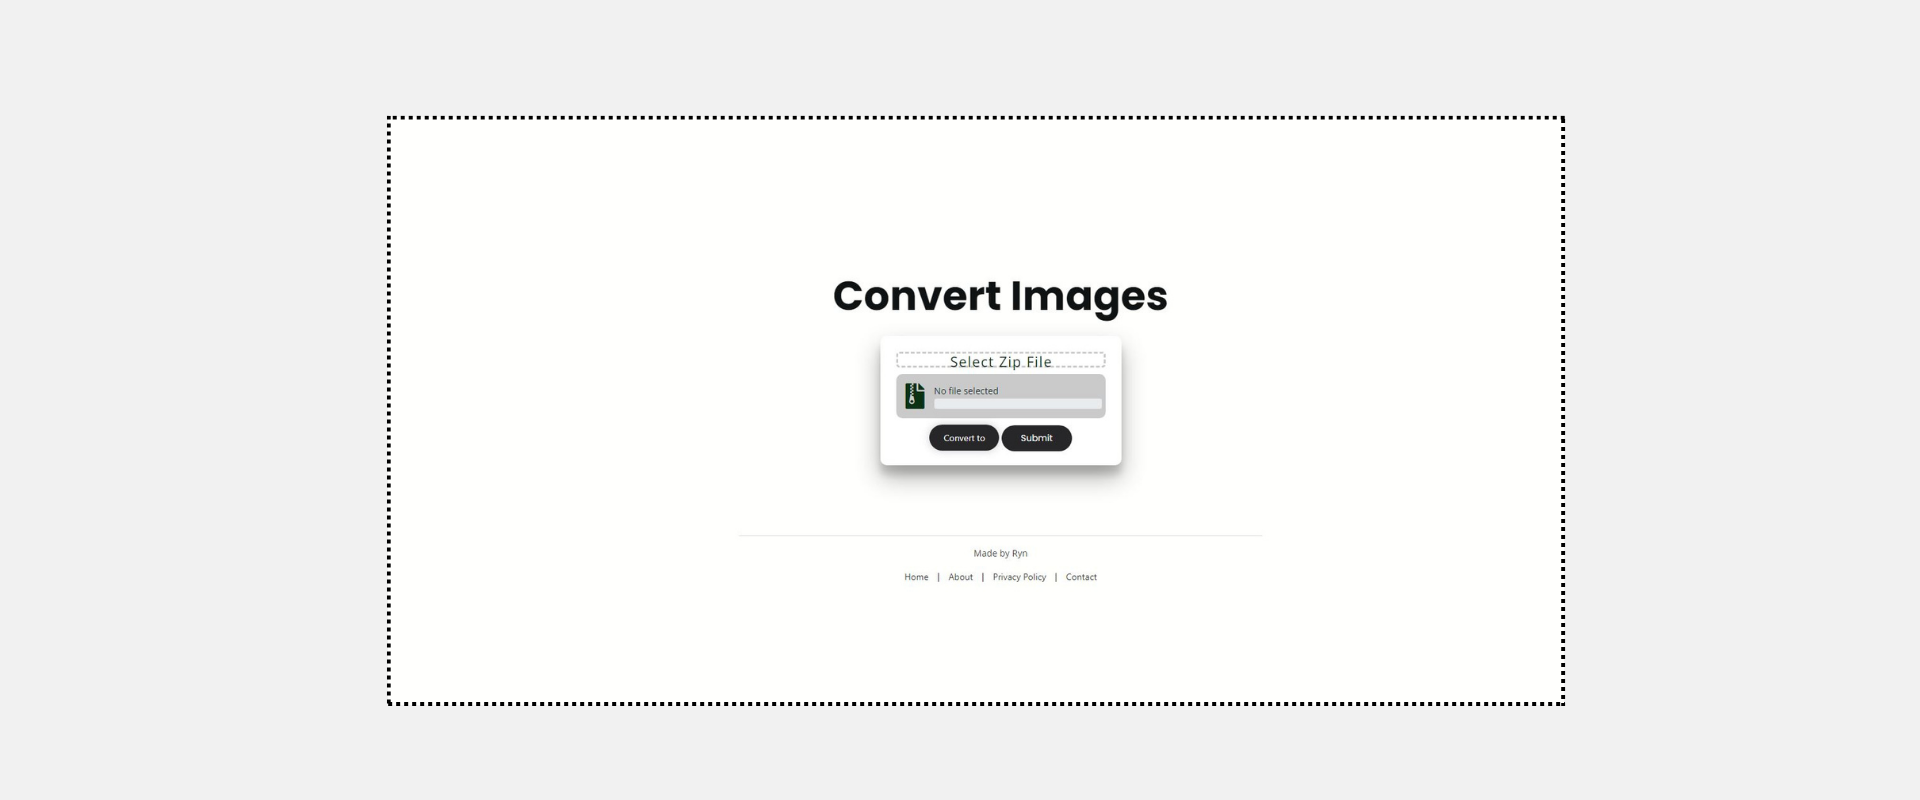 Convert Images
Select Zip File
No file selected
Convert to Submit
Made by Ryn
Home | About | Privacy Policy | Contact